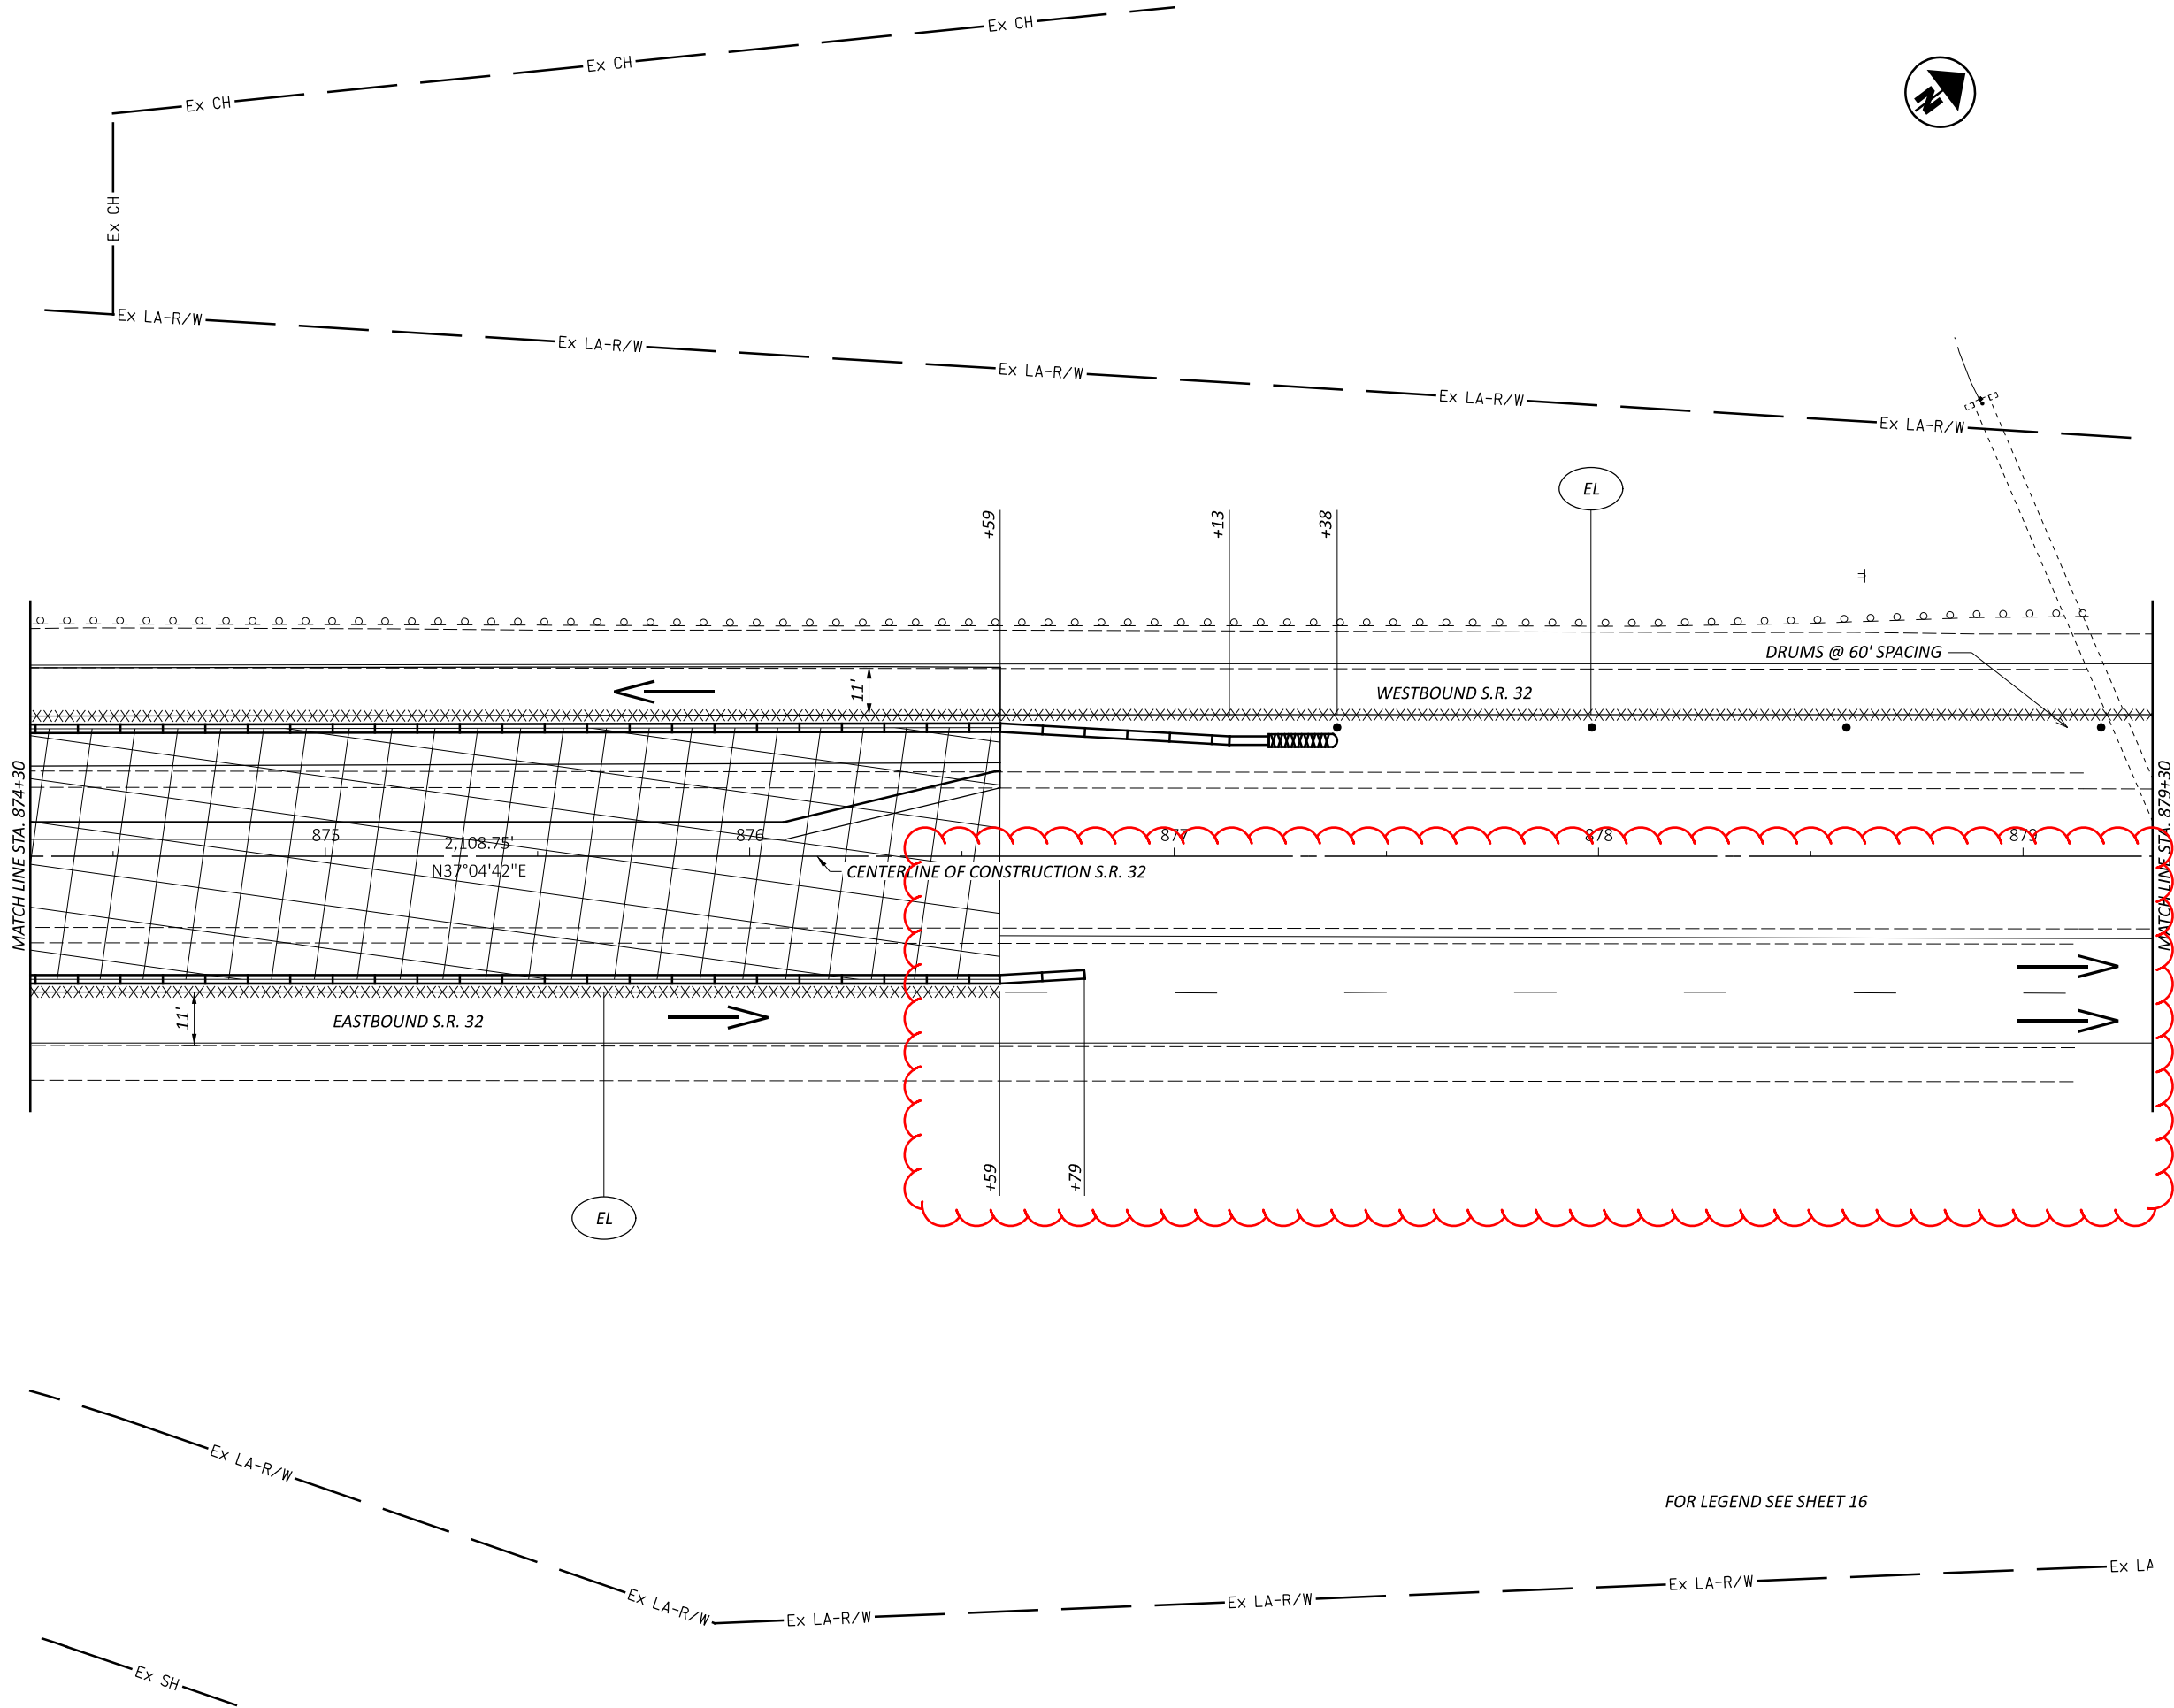 Ex CH
Ex CH
Ex CH
Ex CH
N
Ex LA-R/W
Ex LA-R/W
Ex LA-R/W
Ex LA-R/W
Ex LA-R/W
EL
+59
+13
+38
DRUMS @ 60' SPACING
11'
WESTBOUND S.R. 32
MATCH LINE STA. 874+30
MATCH LINE STA. 879+30
875
876
877
878
879
2,108.75'
N37°04'42"E
CENTERLINE OF CONSTRUCTION S.R. 32
11'
EASTBOUND S.R. 32
+59
+79
EL
Ex LA-R/W
FOR LEGEND SEE SHEET 16
Ex LA-R/W
Ex LA-R/W
Ex LA-R/W
Ex LA-R/W
Ex LA
Ex SH